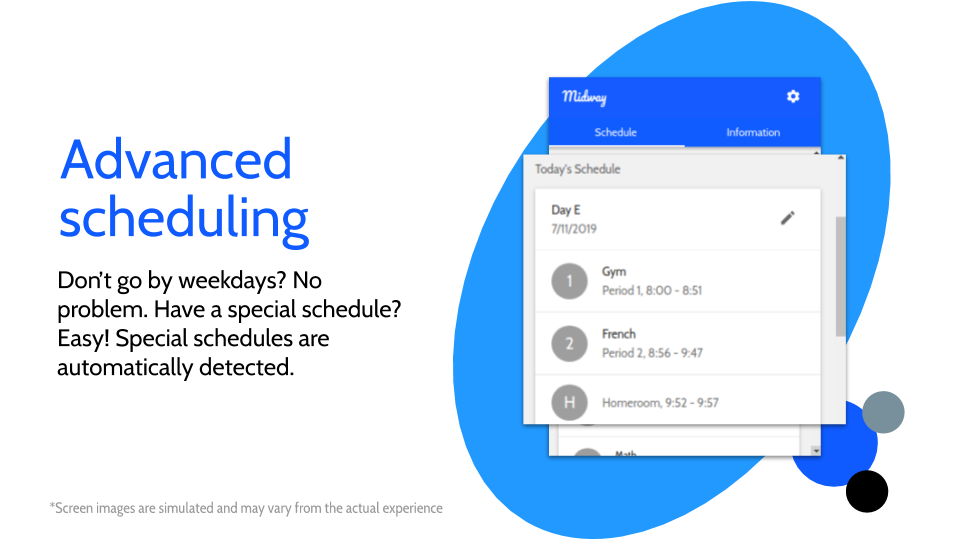 Advanced
scheduling
Don't go by weekdays? No
problem. Have a special schedule?
Easy! Special schedules are
automatically detected.
*Screen images are simulated and may vary from the actual experience
Midway
Schedule
Information
Today's Schedule
Day E
7/11/2019
1
Gym
Period 1, 8:00 - 8:51
2
French
Period 2, 8:56 - 9:47
H
Homeroom, 9:52 - 9:57
Math